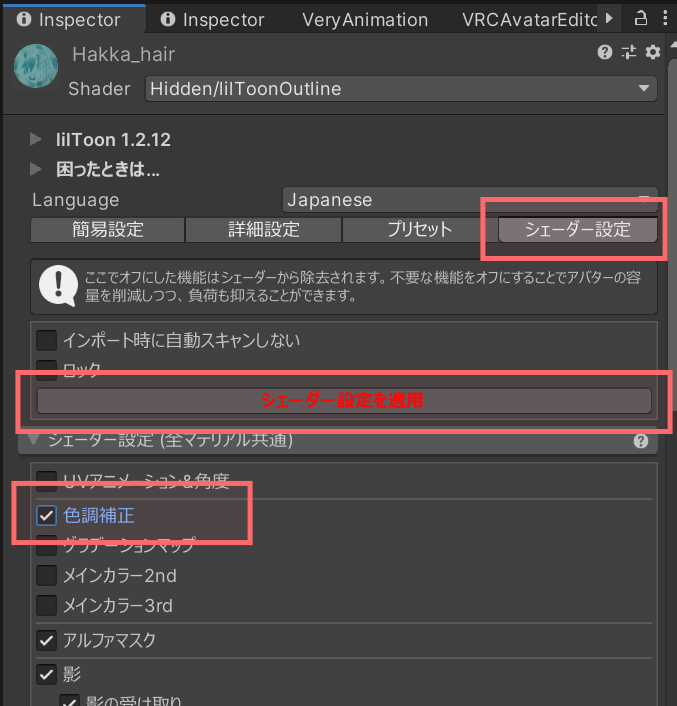 Inspector
Inspector
VeryAnimation
VRCAvatarEdito
Hakka_hair
Shader
Hidden/lilToonOutline
lilToon 1.2.12
困ったときは...
Language
Japanese
簡易設定
詳細設定
プリセット
シェーダー設定
ここでオフにした機能はシェーダーから除去されます。不要な機能をオフにすることでアバターの容
量を削減しつつ、負荷も抑えることができます。
インポート時に自動スキャンしない
ロック
シェーダー設定を適用
シェーダー設定 (全マテリアル共通)
UVアニメーション&角度
色調補正
グラデーションマップ
メインカラー2nd
メインカラー3rd
アルファマスク
影
影の受け取り